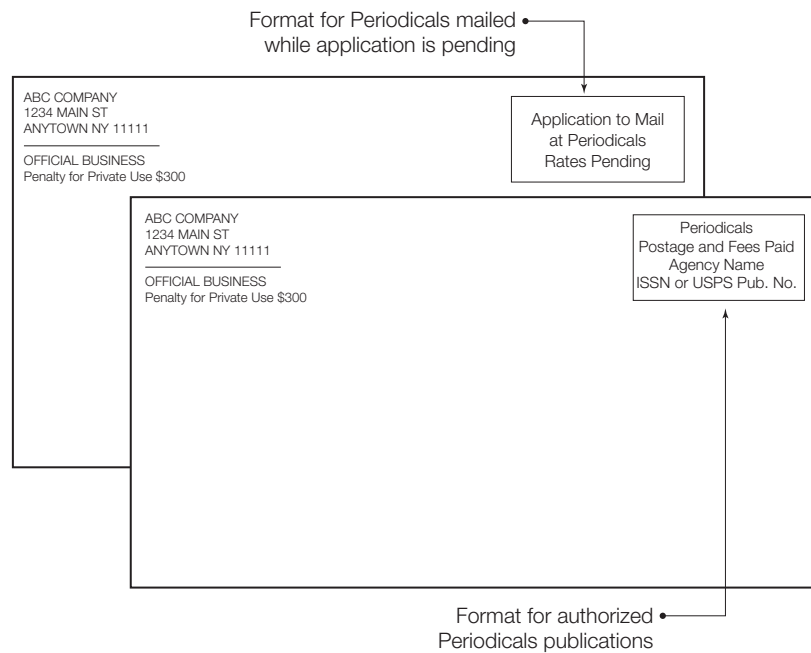 Format for Periodicals mailed
while application is pending
ABC COMPANY
1234 MAIN ST
ANYTOWN NY 11111
OFFICIAL BUSINESS
Penalty for Private Use $300
Application to Mail
at Periodicals
Rates Pending
ABC COMPANY
1234 MAIN ST
ANYTOWN NY 11111
OFFICIAL BUSINESS
Penalty for Private Use $300
Periodicals
Postage and Fees Paid
Agency Name
ISSN or USPS Pub. No.
Format for authorized
Periodicals publications